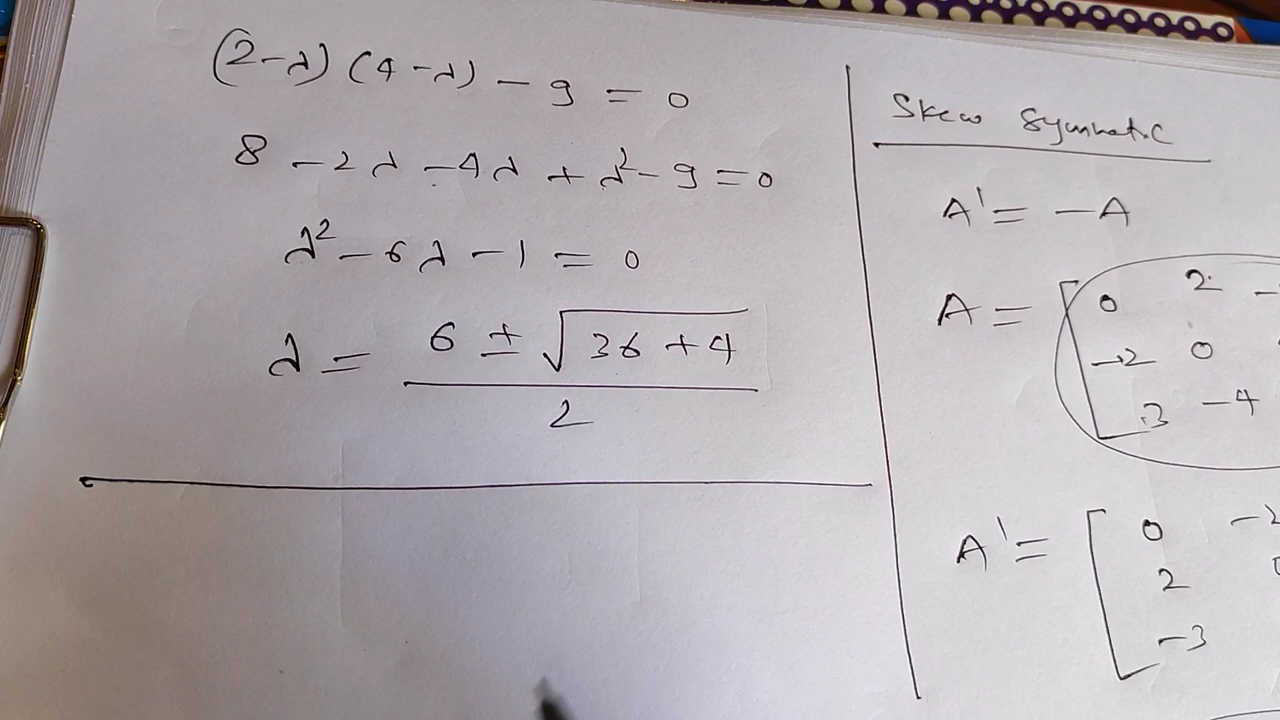 (2-λ) (4-λ) - 9 = 0
8 - 2λ - 4λ + λ² - 9 = 0
λ² - 6λ - 1 = 0
λ = 6 ± √36 + 4
2
Skew Symmetric
A' = -A
A = [ 0 2 -
-2 0
3 -4
A' = [ 0 -2
2
-3